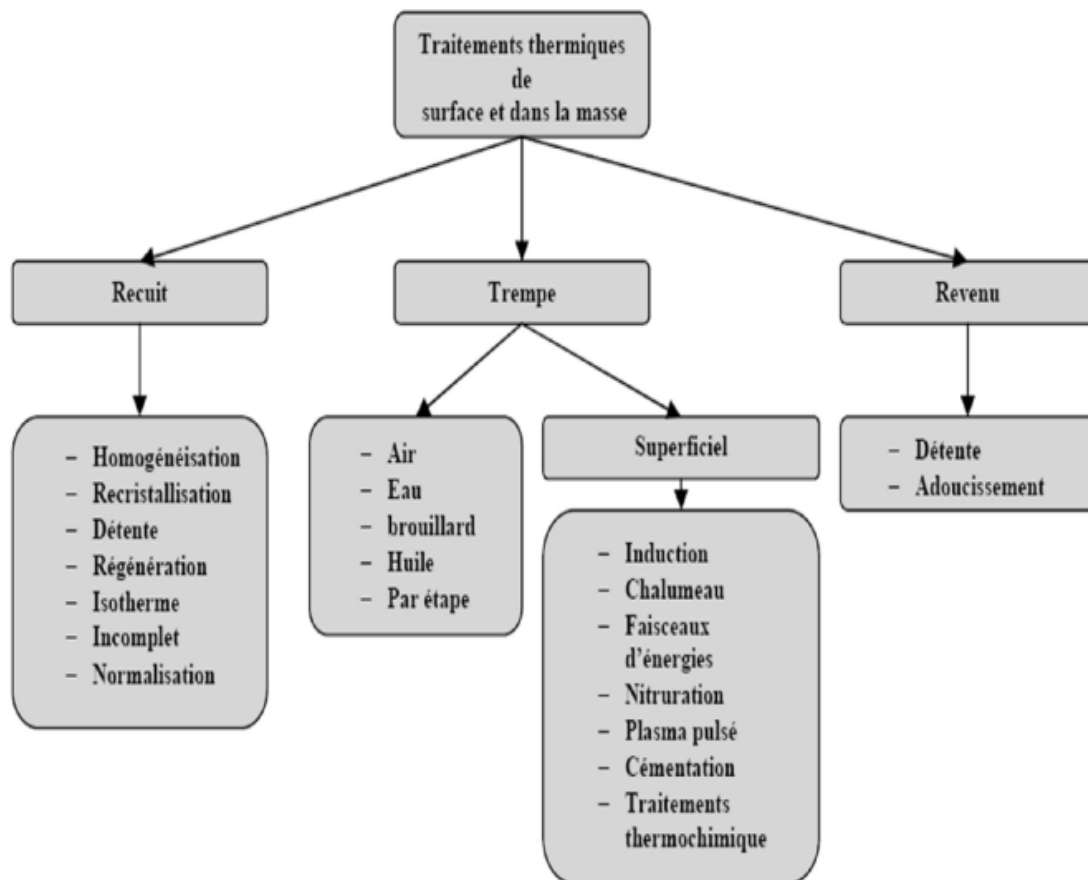 Traitements thermiques
de
surface et dans la masse
Recuit
Trempe
Revenu
– Homogénéisation
– Recristallisation
– Détente
– Régénération
– Isotherme
– Incomplet
– Normalisation
– Air
– Eau
– brouillard
– Huile
– Par étape
Superficiel
– Induction
– Chalumeau
– Faisceaux
d’énergies
– Nitruration
– Plasma pulsé
– Cémentation
– Traitements
thermochimique
– Détente
– Adoucissement